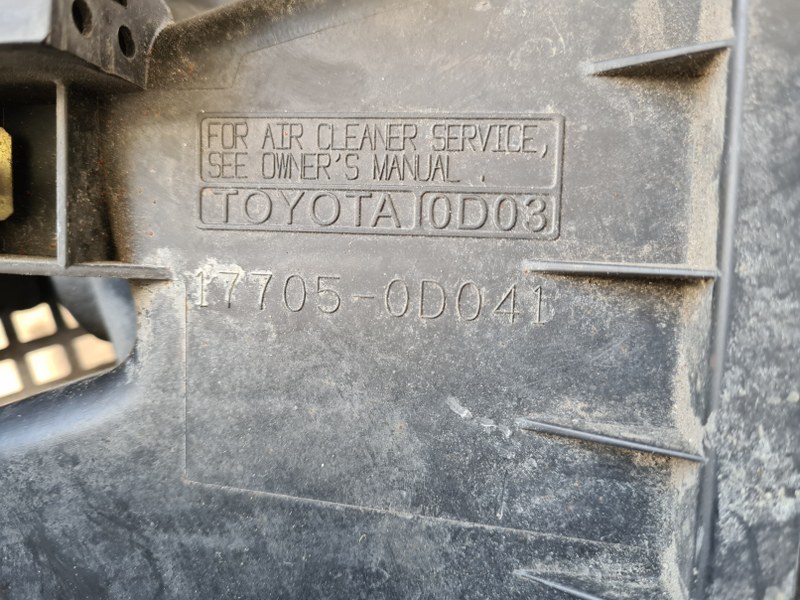 FOR AIR CLEANER SERVICE,
SEE OWNER'S MANUAL.
TOYOTA 0D03
17705-0D041